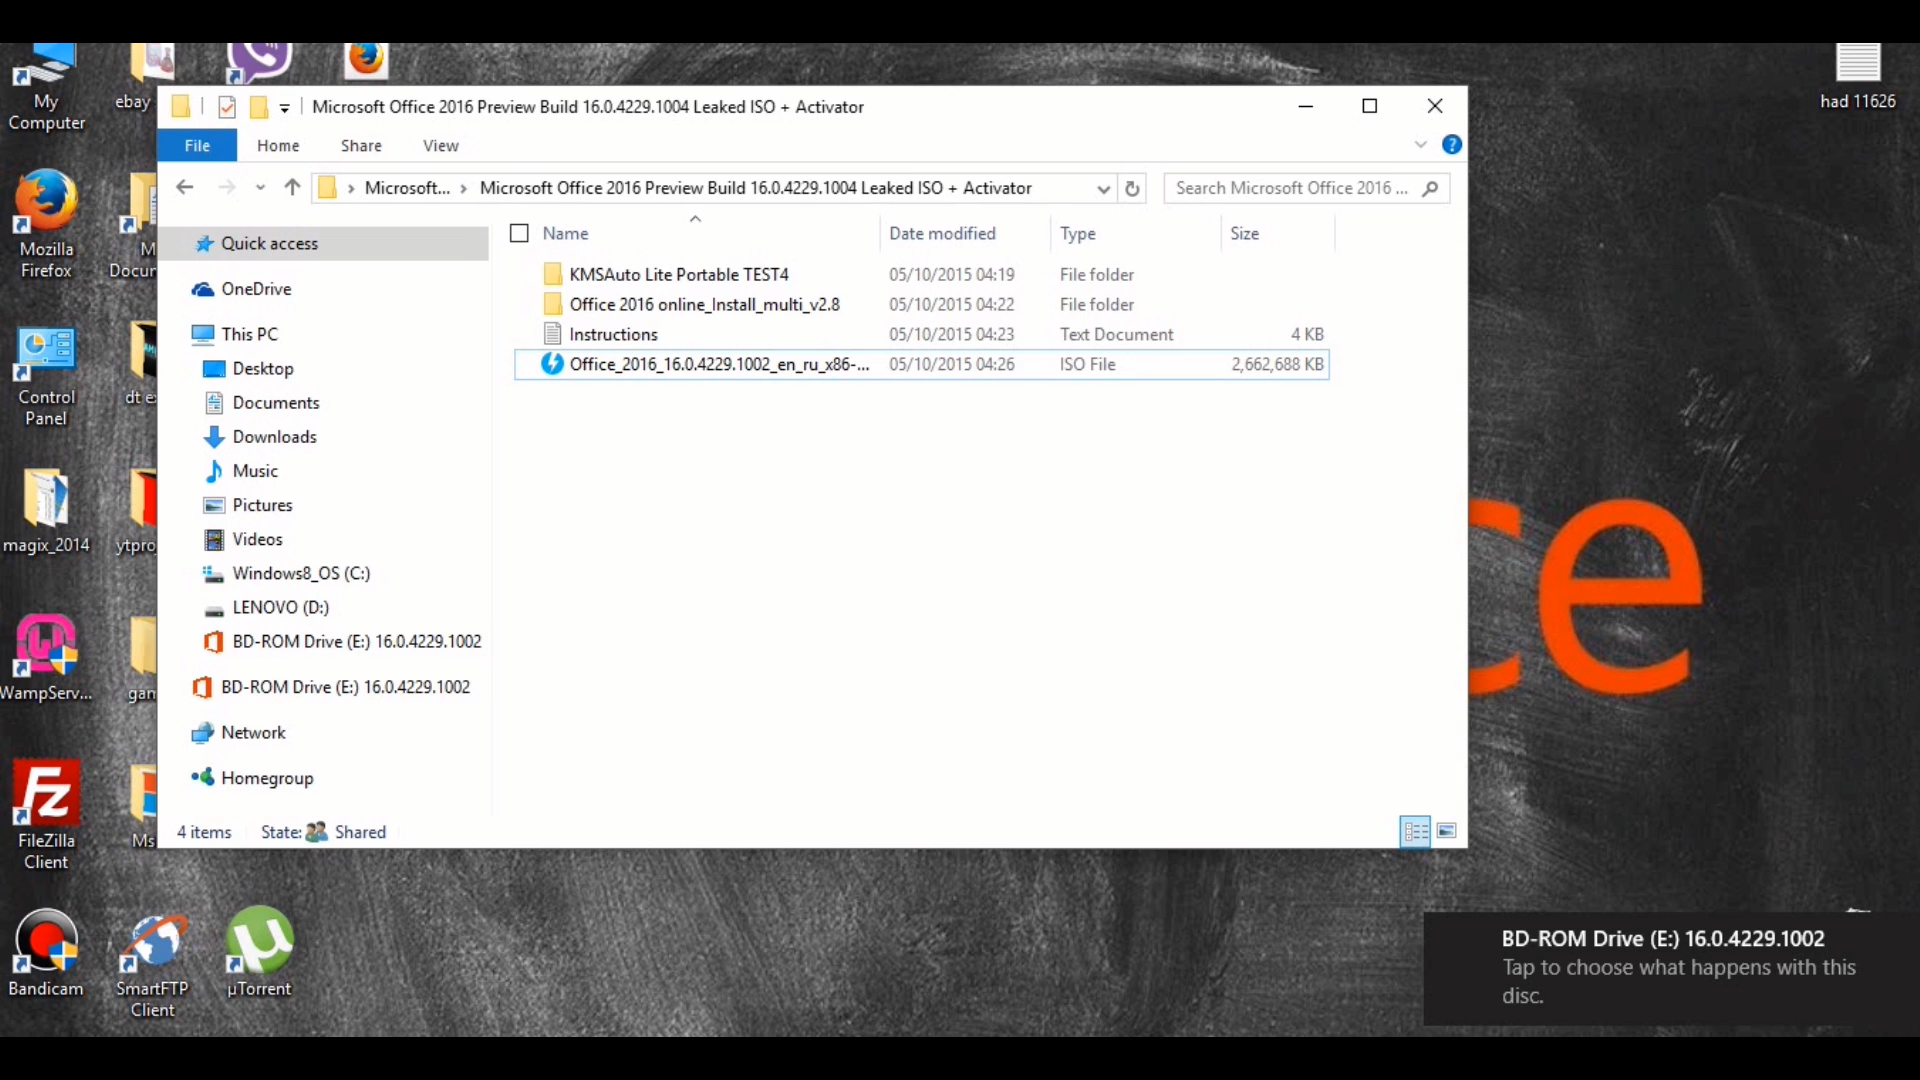 My
Computer
ebay
had 11626
Mozilla
Firefox
M
Docum
Control
Panel
dt e
magix_2014
ytpro
WampServ...
gam
FileZilla
Client
Ms
Bandicam
SmartFTP
Client
µTorrent
Microsoft Office 2016 Preview Build 16.0.4229.1004 Leaked ISO + Activator
File Home Share View
Microsoft... Microsoft Office 2016 Preview Build 16.0.4229.1004 Leaked ISO + Activator
Search Microsoft Office 2016 ...
Quick access
OneDrive
This PC
Desktop
Documents
Downloads
Music
Pictures
Videos
Windows8_OS (C:)
LENOVO (D:)
BD-ROM Drive (E:) 16.0.4229.1002
BD-ROM Drive (E:) 16.0.4229.1002
Network
Homegroup
Name Date modified Type Size
KMSAuto Lite Portable TEST4 05/10/2015 04:19 File folder
Office 2016 online_Install_multi_v2.8 05/10/2015 04:22 File folder
Instructions 05/10/2015 04:23 Text Document 4 KB
Office_2016_16.0.4229.1002_en_ru_x86-... 05/10/2015 04:26 ISO File 2,662,688 KB
4 items State: Shared
ce
BD-ROM Drive (E:) 16.0.4229.1002
Tap to choose what happens with this
disc.